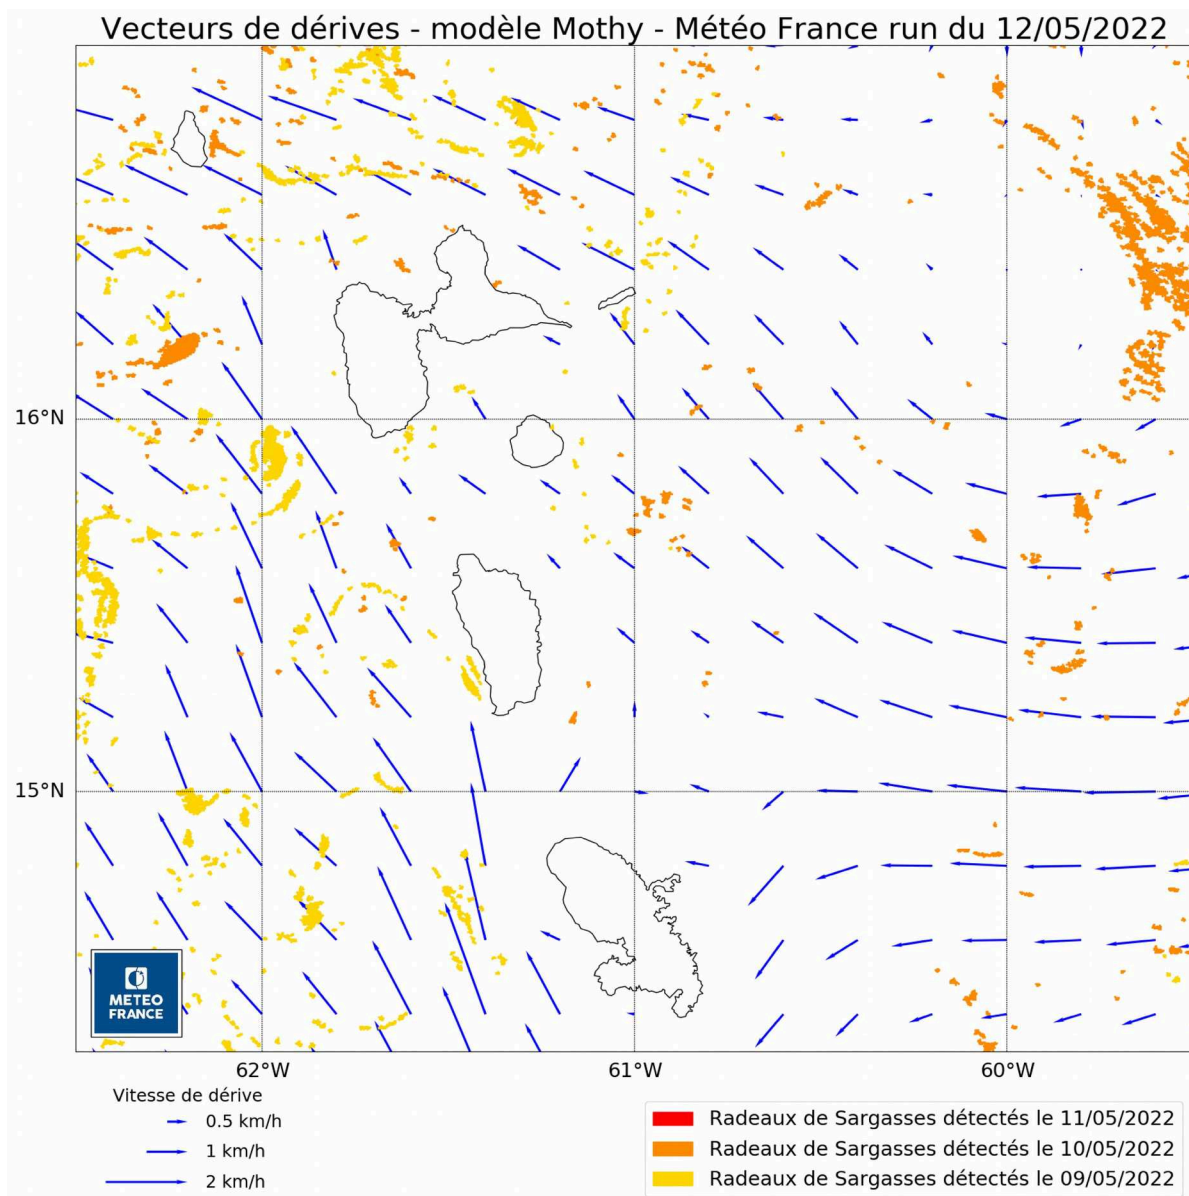 Vecteurs de dérives - modèle Mothy - Météo France run du 12/05/2022
16°N
15°N
METEO
FRANCE
62°W
61°W
60°W
Vitesse de dérive
0.5 km/h
1 km/h
2 km/h
Radeaux de Sargasses détectés le 11/05/2022
Radeaux de Sargasses détectés le 10/05/2022
Radeaux de Sargasses détectés le 09/05/2022